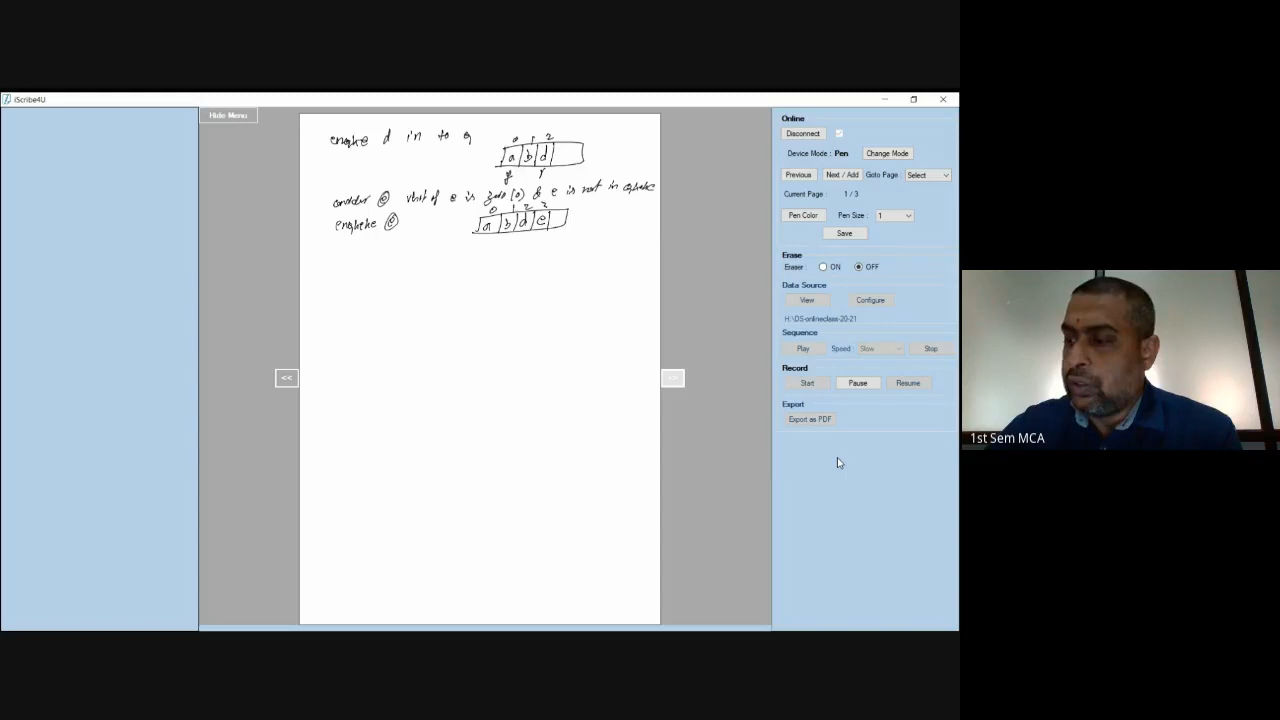 iScribe4U
Hide Menu
enqueue d in to q
0 1 2
a b d
f r
consider e visit of e is zero (0) & e is not in queue
0 1 2 3
enqueue e
a b d e
<<
Online
Disconnect
Device Mode : Pen Change Mode
Previous Next / Add Goto Page Select
Current Page : 1 / 3
Pen Color Pen Size : 1
Save
Erase
Eraser : ON OFF
Data Source
View Configure
H:\DS-onlineclass-20-21
Sequence
Play Speed : Slow Stop
Record
Start Pause Resume
Export
Export as PDF
1st Sem MCA